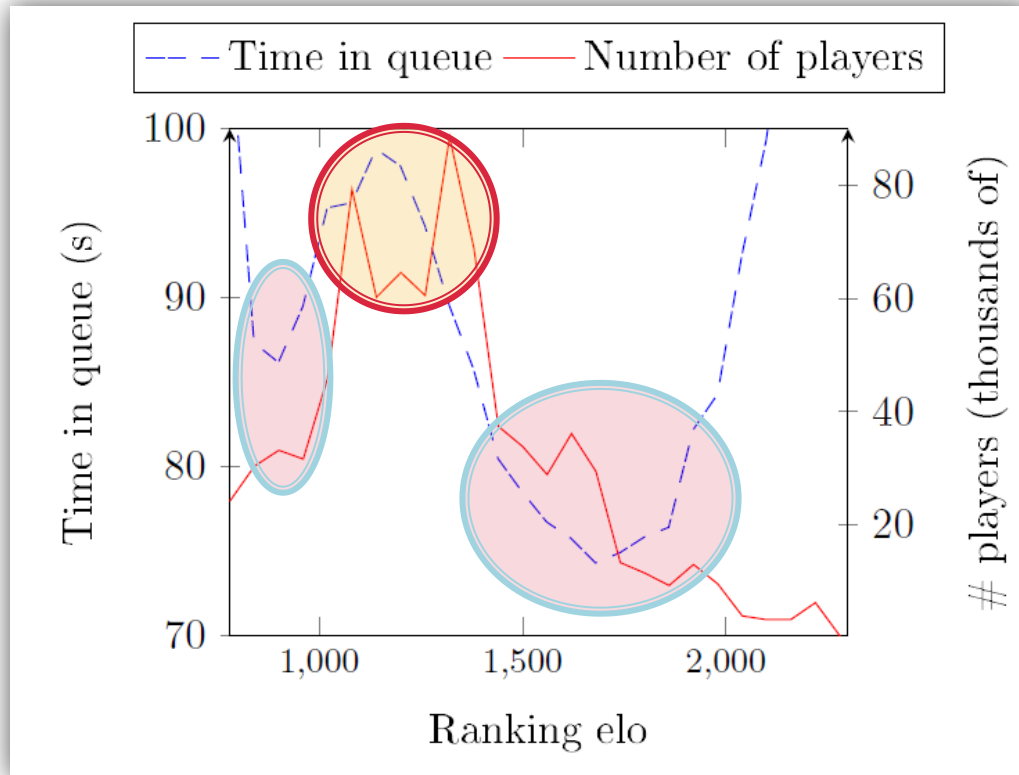 Time in queue Number of players
100
90
80
70
80
60
40
20
1,000 1,500 2,000
Time in queue (s)
# players (thousands of)
Ranking elo